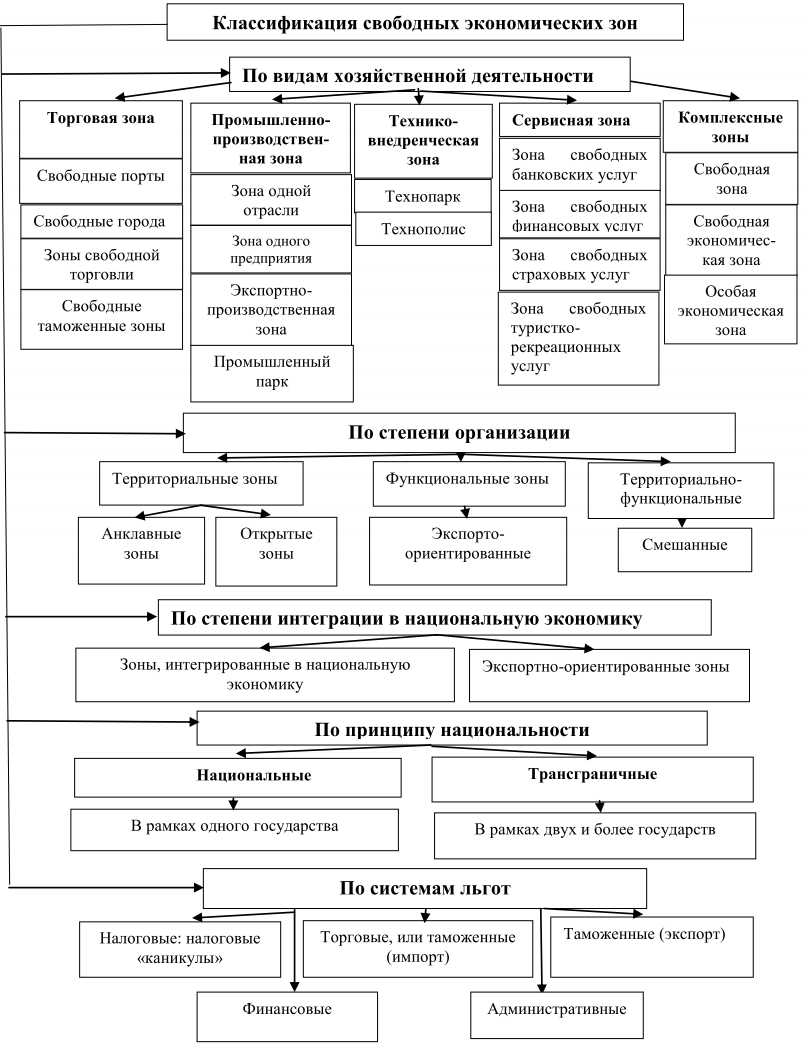 Классификация свободных экономических зон
По видам хозяйственной деятельности
Торговая зона
Свободные порты
Свободные города
Зоны свободной
торговли
Свободные
таможенные зоны
Промышленно-
производствен-
ная зона
Зона одной
отрасли
Зона одного
предприятия
Экспортно-
производственная
зона
Промышленный
парк
Технико-
внедренческая
зона
Технопарк
Технополис
Сервисная зона
Зона свободных
банковских услуг
Зона свободных
финансовых услуг
Зона свободных
страховых услуг
Зона свободных
туристко-
рекреационных
услуг
Комплексные
зоны
Свободная
зона
Свободная
экономичес-
кая зона
Особая
экономическая
зона
По степени организации
Территориальные зоны
Анклавные
зоны
Открытые
зоны
Функциональные зоны
Экспорто-
ориентированные
Территориально-
функциональные
Смешанные
По степени интеграции в национальную экономику
Зоны, интегрированные в национальную
экономику
Экспортно-ориентированные зоны
По принципу национальности
Национальные
В рамках одного государства
Трансграничные
В рамках двух и более государств
По системам льгот
Налоговые: налоговые
«каникулы»
Торговые, или таможенные
(импорт)
Таможенные (экспорт)
Финансовые
Административные